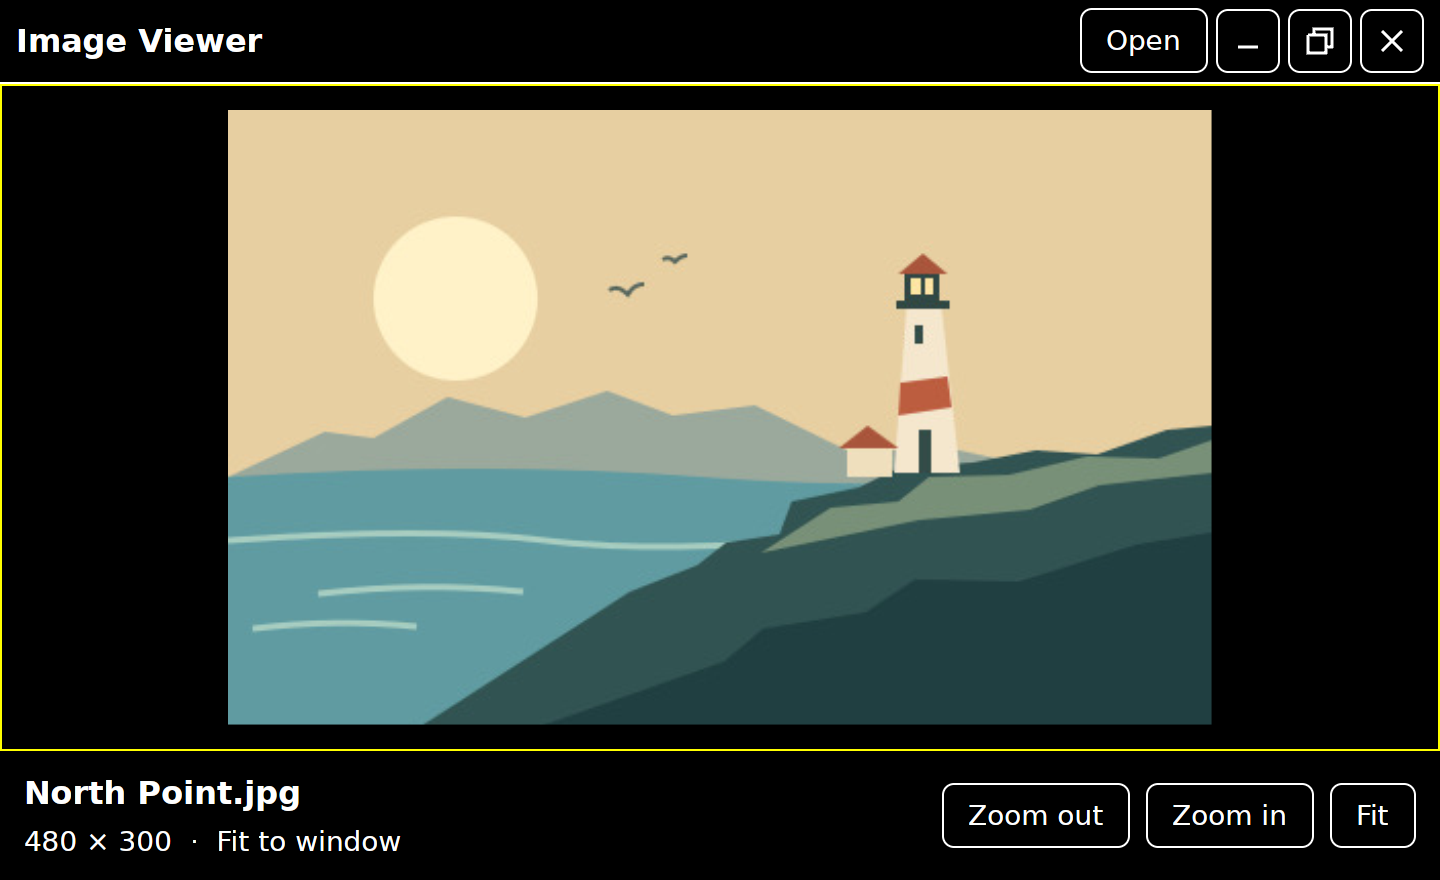 Image Viewer
Open
North Point.jpg
480 × 300 · Fit to window
Zoom out
Zoom in
Fit